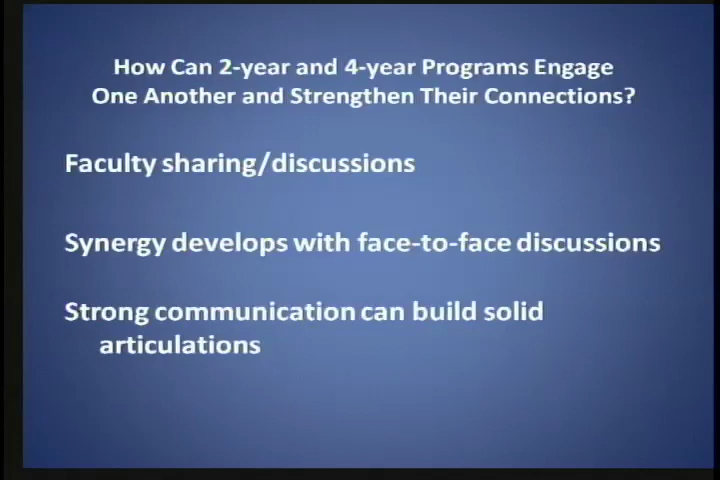 How Can 2-year and 4-year Programs Engage
One Another and Strengthen Their Connections?
Faculty sharing/discussions
Synergy develops with face-to-face discussions
Strong communication can build solid
articulations